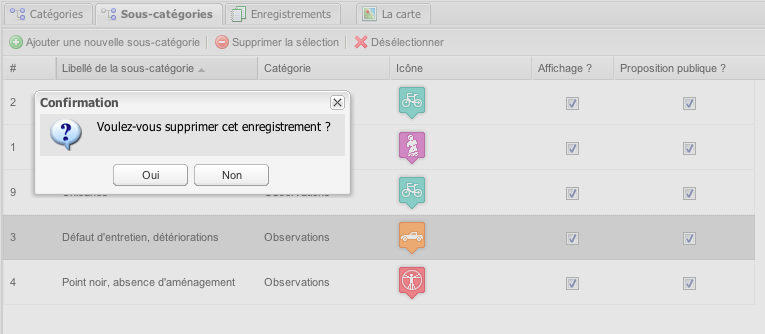 Catégories Sous-catégories Enregistrements La carte
Ajouter une nouvelle sous-catégorie Supprimer la sélection Désélectionner
# Libellé de la sous-catégorie Catégorie Icône Affichage ? Proposition publique ?
2
Confirmation
Voulez-vous supprimer cet enregistrement ?
1
Oui Non
9 Observations
3 Défaut d'entretien, détériorations Observations
4 Point noir, absence d'aménagement Observations